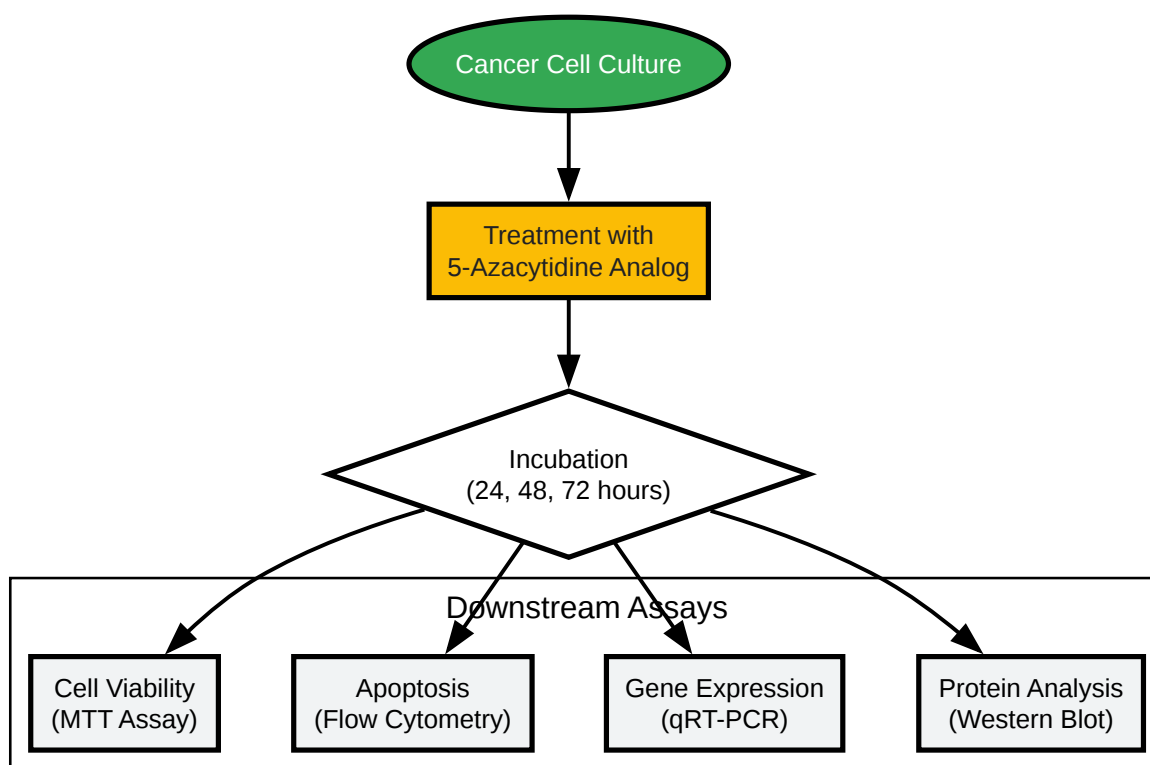 Cancer Cell Culture
Treatment with
5-Azacytidine Analog
Incubation
(24, 48, 72 hours)
Downstream Assays
Cell Viability
(MTT Assay)
Apoptosis
(Flow Cytometry)
Gene Expression
(qRT-PCR)
Protein Analysis
(Western Blot)